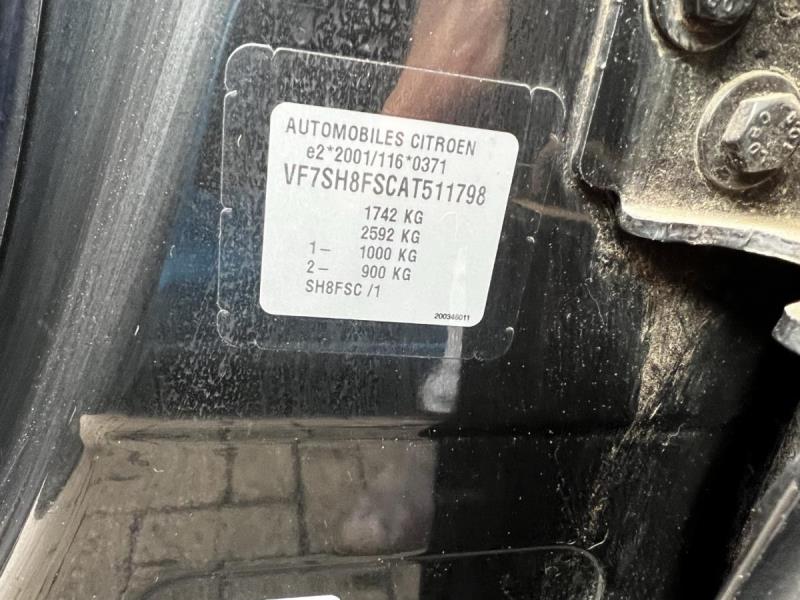 AUTOMOBILES CITROEN
e2*2001/116*0371
VF7SH8FSCAT511798
1742 KG
2592 KG
1- 1000 KG
2- 900 KG
SH8FSC /1
200346011